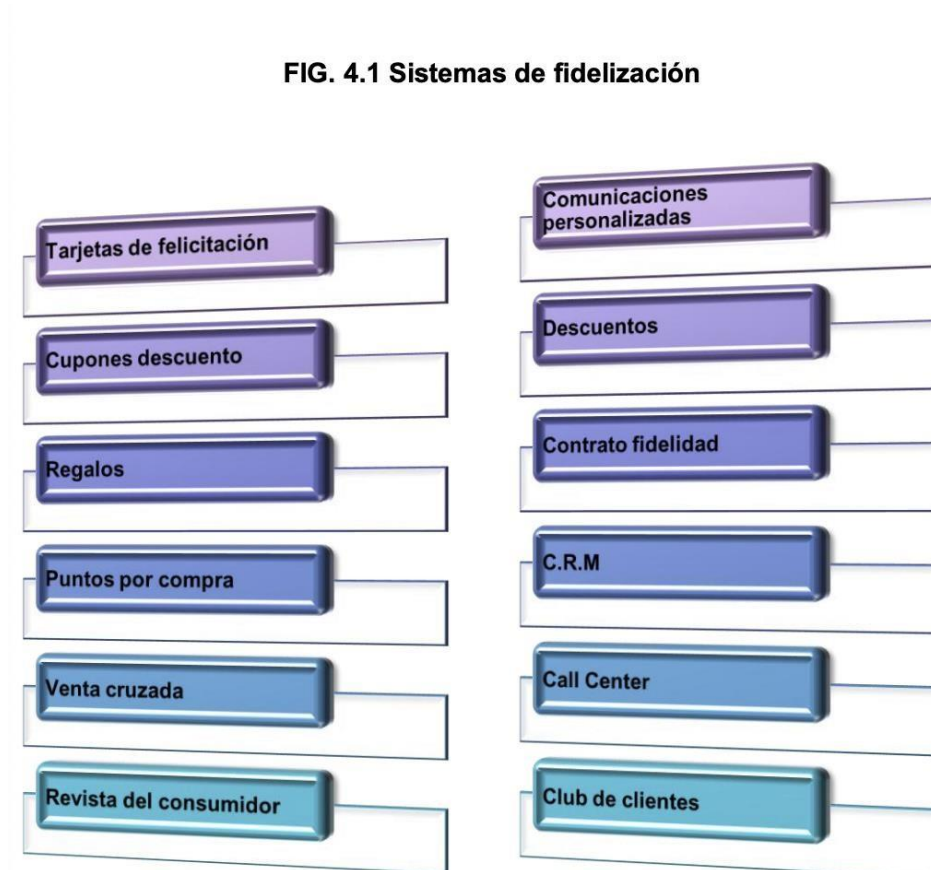 FIG. 4.1 Sistemas de fidelización
Tarjetas de felicitación
Cupones descuento
Regalos
Puntos por compra
Venta cruzada
Revista del consumidor
Comunicaciones
personalizadas
Descuentos
Contrato fidelidad
C.R.M
Call Center
Club de clientes